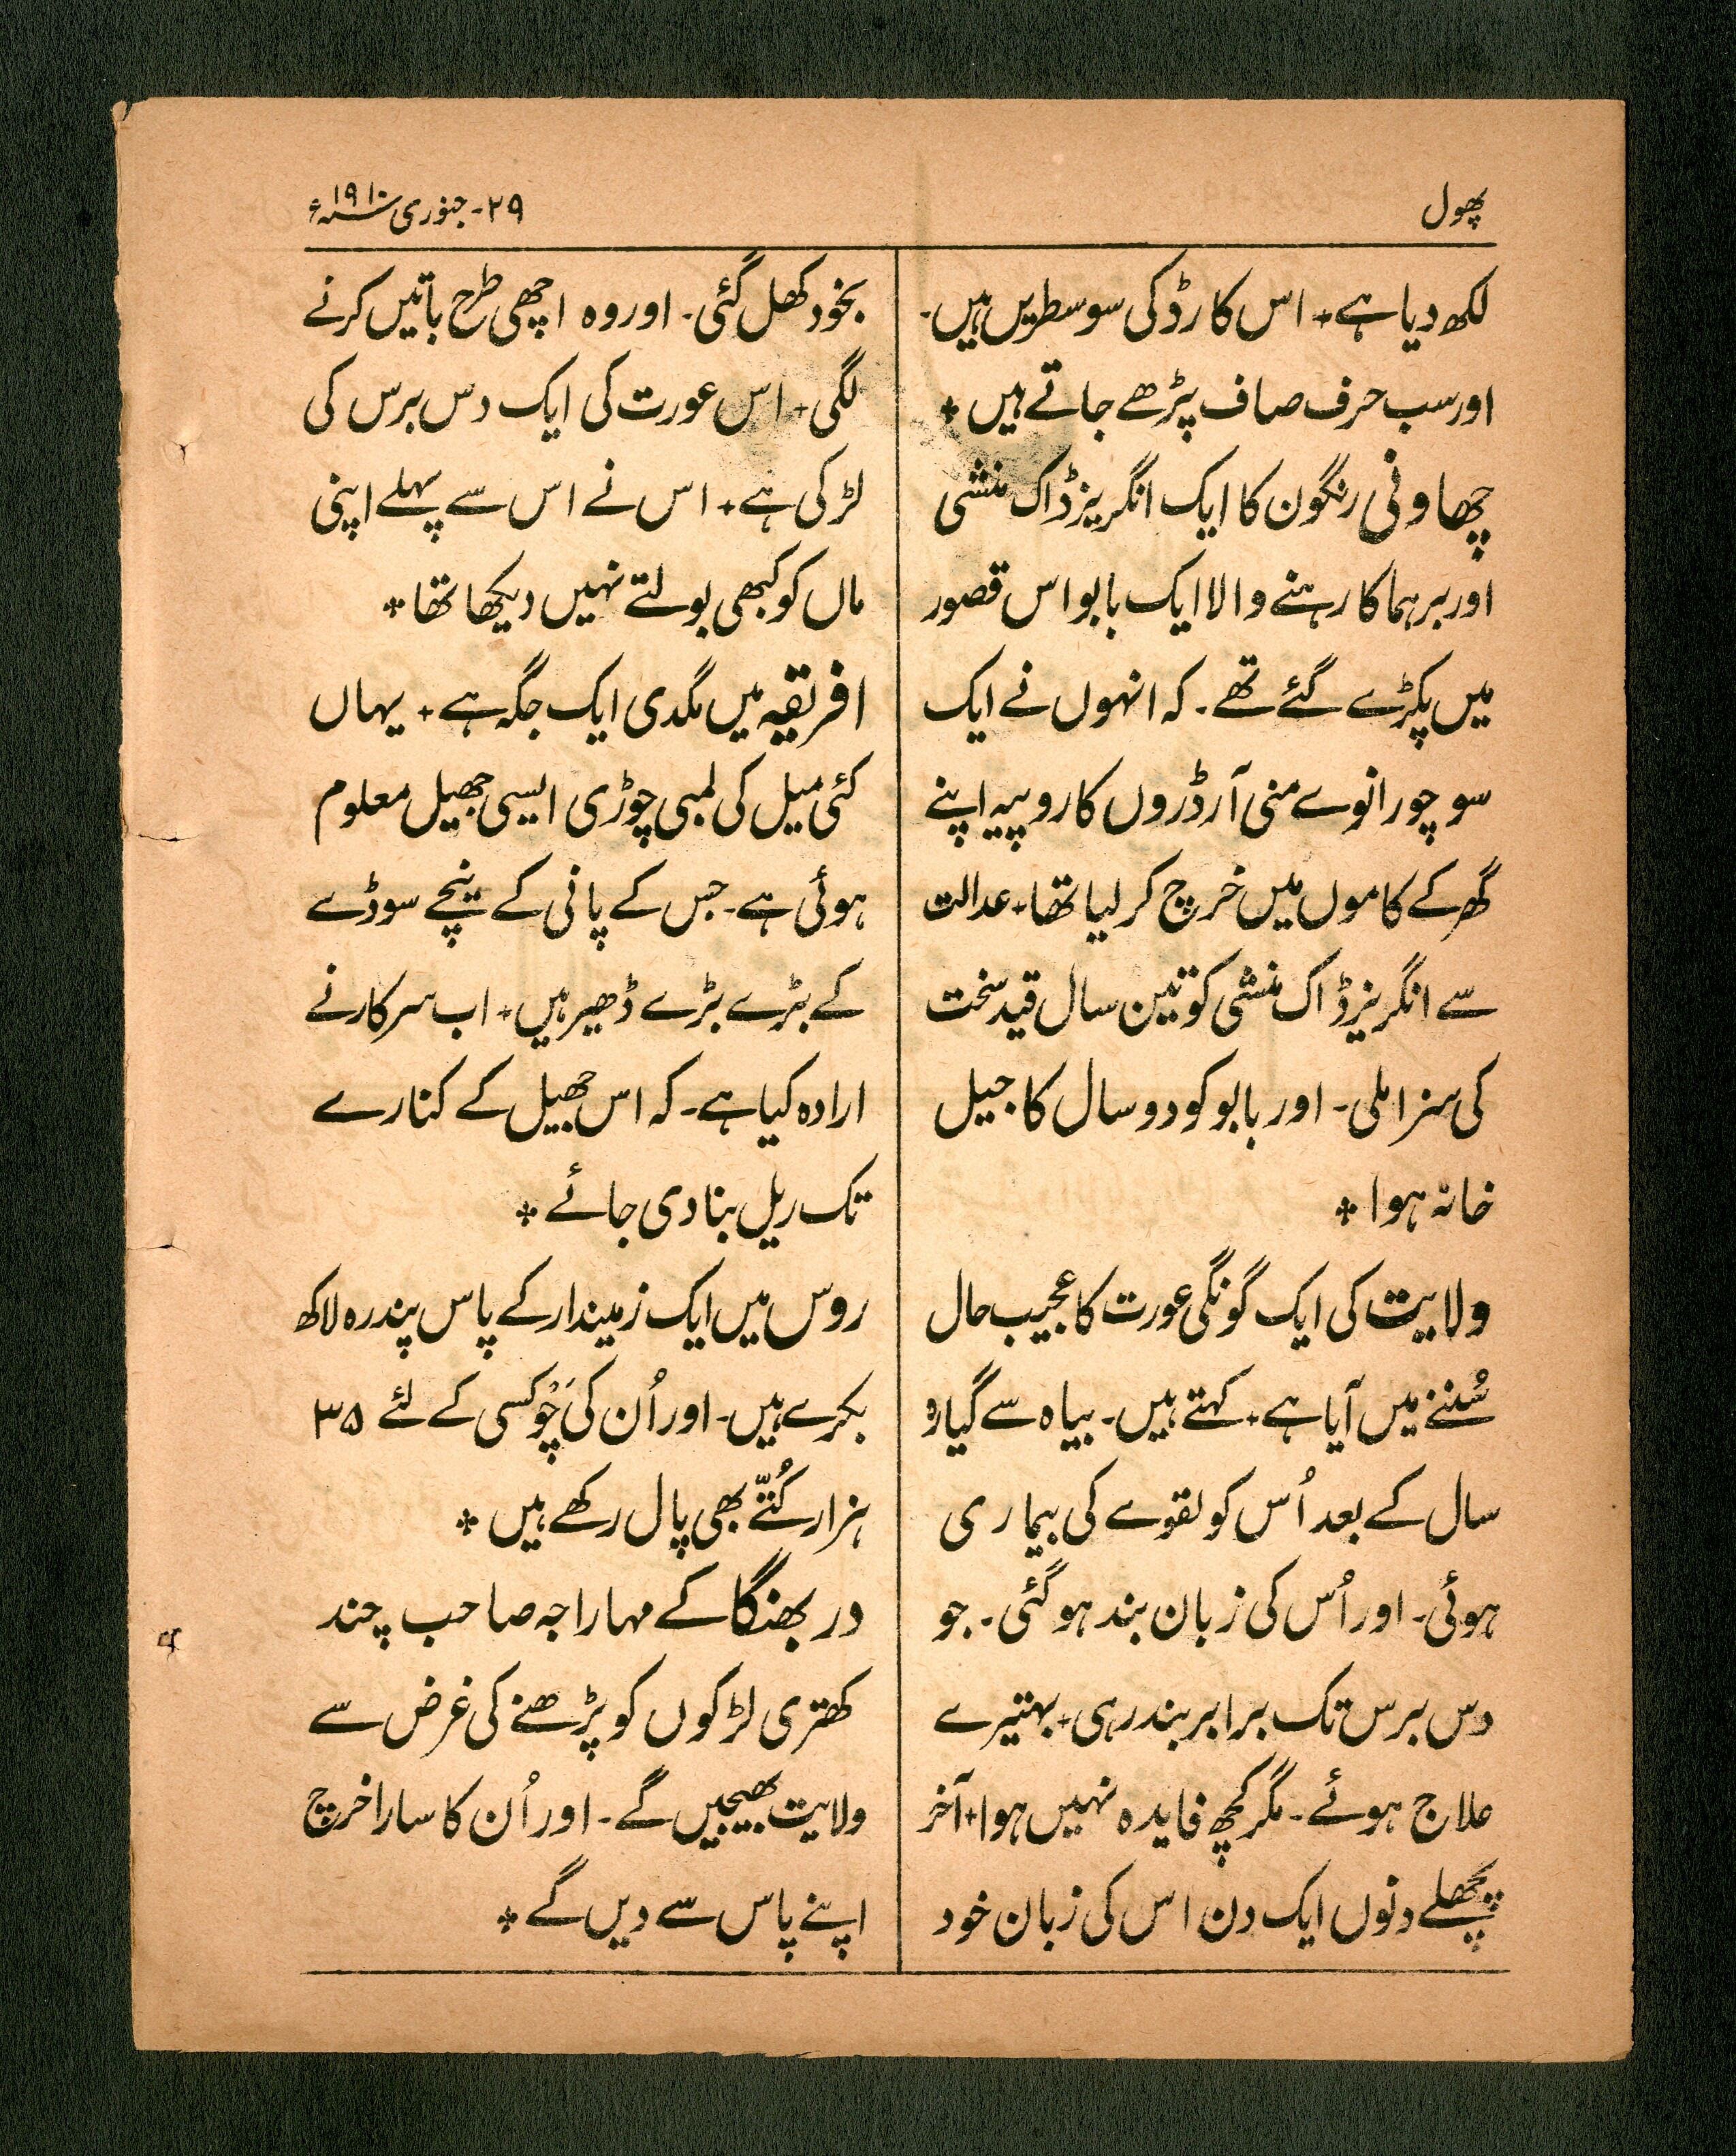 پھول
۲۹-جنوری سنہ ۱۹۱۰ء
لکھ دیا ہے+ اس کارڈ کی سو سطریں ہیں-
اور سب حرف صاف پڑھے جاتے ہیں +
چھاونی رنگون کا ایک انگریز ڈاک منشی
اور برہما کا رہنے والا ایک بابو اس قصور
میں پکڑے گئے تھے- کہ انہوں نے ایک
سو چورانوے منی آرڈروں کا روپیہ اپنے
گھر کے کاموں میں خرچ کر لیا تھا+ عدالت
سے انگریز ڈاک منشی کو تین سال قید سخت
کی سزا ملی- اور بابو کو دو سال کا جیل
خانہ ہوا +
ولایت کی ایک گونگی عورت کا عجیب حال
سُننے میں آیا ہے+ کہتے ہیں- بیاہ سے گیارہ
سال کے بعد اُس کو لقوے کی بیماری
ہوئی- اور اُس کی زبان بند ہو گئی- جو
دس برس تک برابر بند رہی+ بہتیرے
علاج ہوئے- مگر کچھ فایدہ نہیں ہوا+ آخر
پچھلے دنوں ایک دن اس کی زبان خود
بخود کھل گئی- اور وہ اچھی طرح باتیں کرنے
لگی+ اس عورت کی ایک دس برس کی
لڑکی ہے+ اس نے اس سے پہلے اپنی
ماں کو کبھی بولتے نہیں دیکھا تھا+
افریقیہ میں مگدی ایک جگہ ہے+ یہاں
کئی میل کی لمبی چوڑی ایسی جھیل معلوم
ہوئی ہے- جس کے پانی کے نیچے سوڈے
کے بڑے بڑے ڈھیر ہیں+ اب سرکار نے
ارادہ کیا ہے- کہ اس جھیل کے کنارے
تک ریل بنا دی جائے +
روس میں ایک زمیندار کے پاس پندرہ لاکھ
بکرے ہیں- اور اُن کی چَوکسی کے لئے ۳۵
ہزار کُتّے بھی پال رکھے ہیں +
دربھنگا کے مہاراجہ صاحب چند
کھتری لڑکوں کو پڑھنے کی غرض سے
ولایت بھیجیں گے- اور اُن کا سارا خرچ
اپنے پاس سے دیں گے +